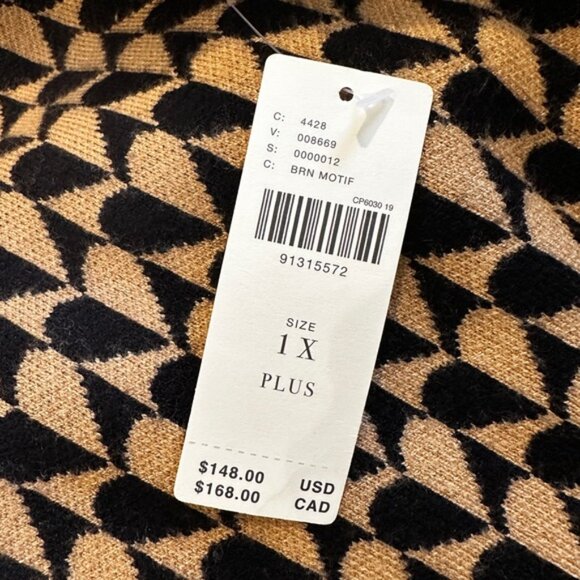 C: 4428
V: 008669
S: 0000012
C: BRN MOTIF
CP6030 19
91315572
SIZE
1 X
PLUS
$148.00 USD
$168.00 CAD